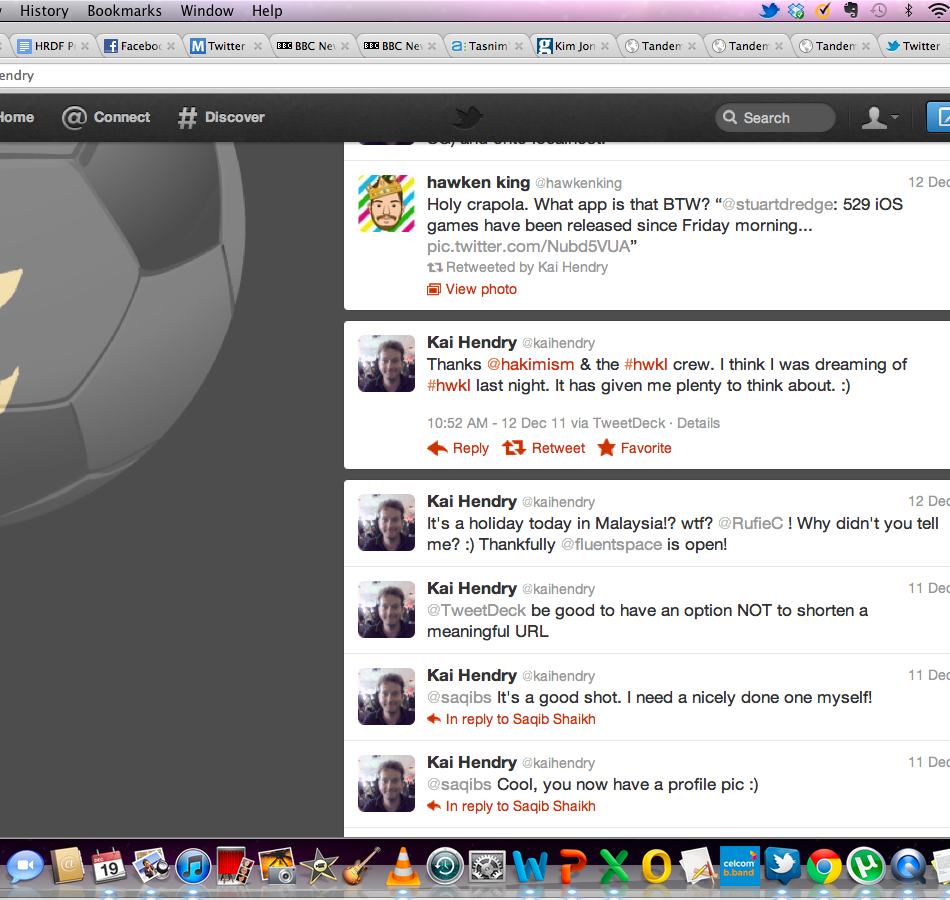 History Bookmarks Window Help
HRDF P Faceboo Twitter BBC Nev BBC Nev Tasnim Kim Jon Tandem Tandem Tandem Twitter
endry
Home Connect # Discover Search
hawken king @hawkenking 12 Dec
Holy crapola. What app is that BTW? “@stuartdredge: 529 iOS
games have been released since Friday morning...
pic.twitter.com/Nubd5VUA”
Retweeted by Kai Hendry
View photo
Kai Hendry @kaihendry
Thanks @hakimism & the #hwkl crew. I think I was dreaming of
#hwkl last night. It has given me plenty to think about. :)
10:52 AM - 12 Dec 11 via TweetDeck · Details
Reply Retweet Favorite
Kai Hendry @kaihendry 12 Dec
It's a holiday today in Malaysia!? wtf? @RufieC ! Why didn't you tell
me? :) Thankfully @fluentspace is open!
Kai Hendry @kaihendry 11 Dec
@TweetDeck be good to have an option NOT to shorten a
meaningful URL
Kai Hendry @kaihendry 11 Dec
@saqibs It's a good shot. I need a nicely done one myself!
In reply to Saqib Shaikh
Kai Hendry @kaihendry 11 Dec
@saqibs Cool, you now have a profile pic :)
In reply to Saqib Shaikh
DEC
19
celcom
b.band